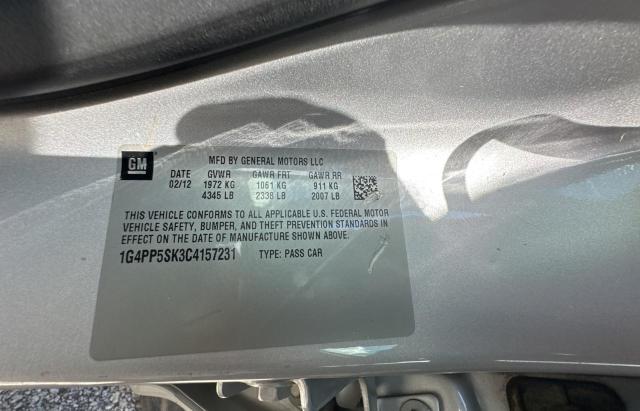 GM
MFD BY GENERAL MOTORS LLC
DATE GVWR GAWR FRT GAWR RR
02/12 1972 KG 1061 KG 911 KG
4345 LB 2338 LB 2007 LB
THIS VEHICLE CONFORMS TO ALL APPLICABLE U.S. FEDERAL MOTOR
VEHICLE SAFETY, BUMPER, AND THEFT PREVENTION STANDARDS IN
EFFECT ON THE DATE OF MANUFACTURE SHOWN ABOVE.
1G4PP5SK3C4157231 TYPE: PASS CAR